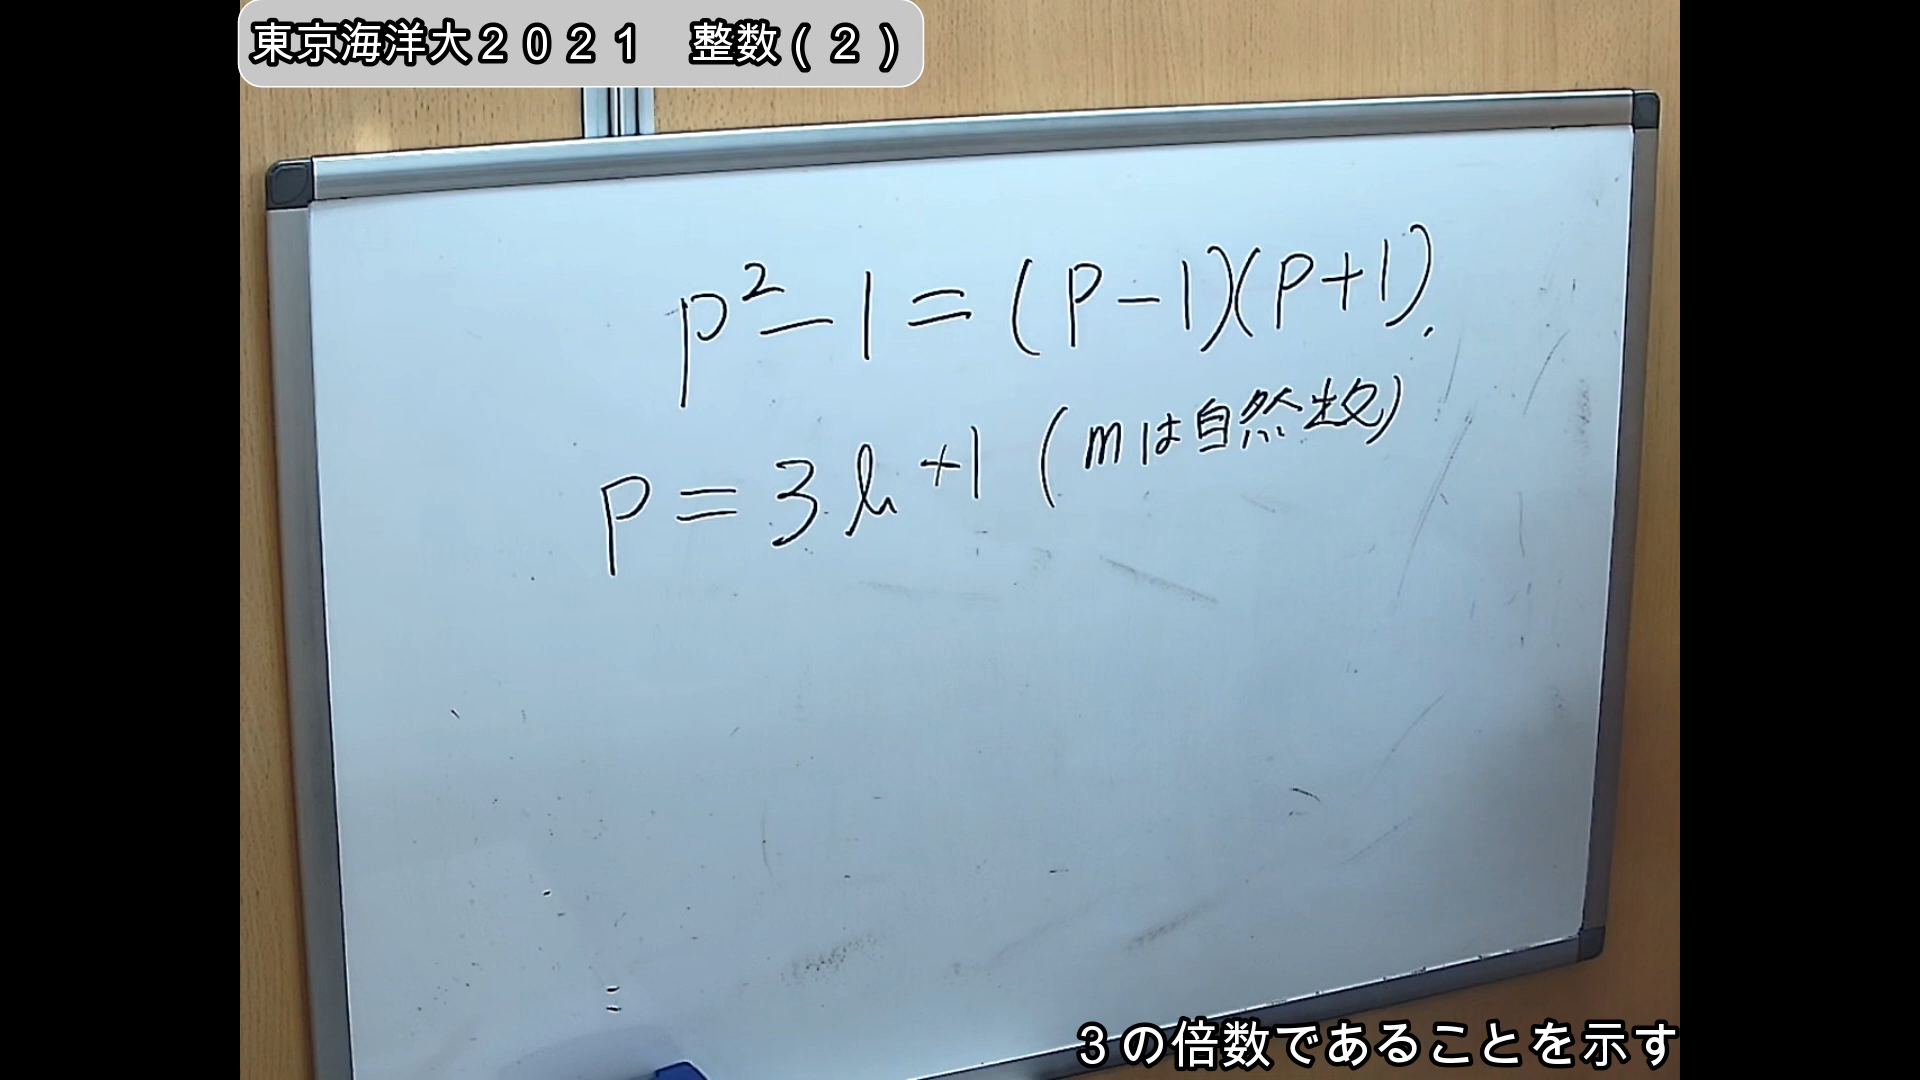 東京海洋大２０２１　整数(２)
p²−1=(p−1)(p+1).
p=3m+1 (mは自然数)
３の倍数であることを示す